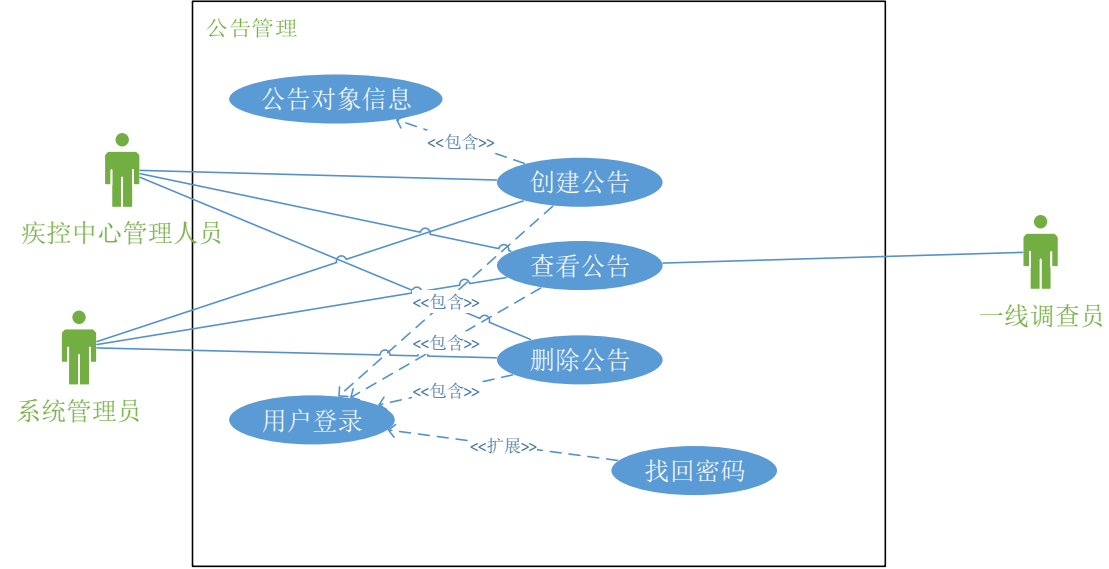 公告管理
公告对象信息
<<包含>>
创建公告
疾控中心管理人员
查看公告
一线调查员
<<包含>>
<<包含>>
删除公告
<<包含>>
系统管理员
用户登录
<<扩展>>
找回密码